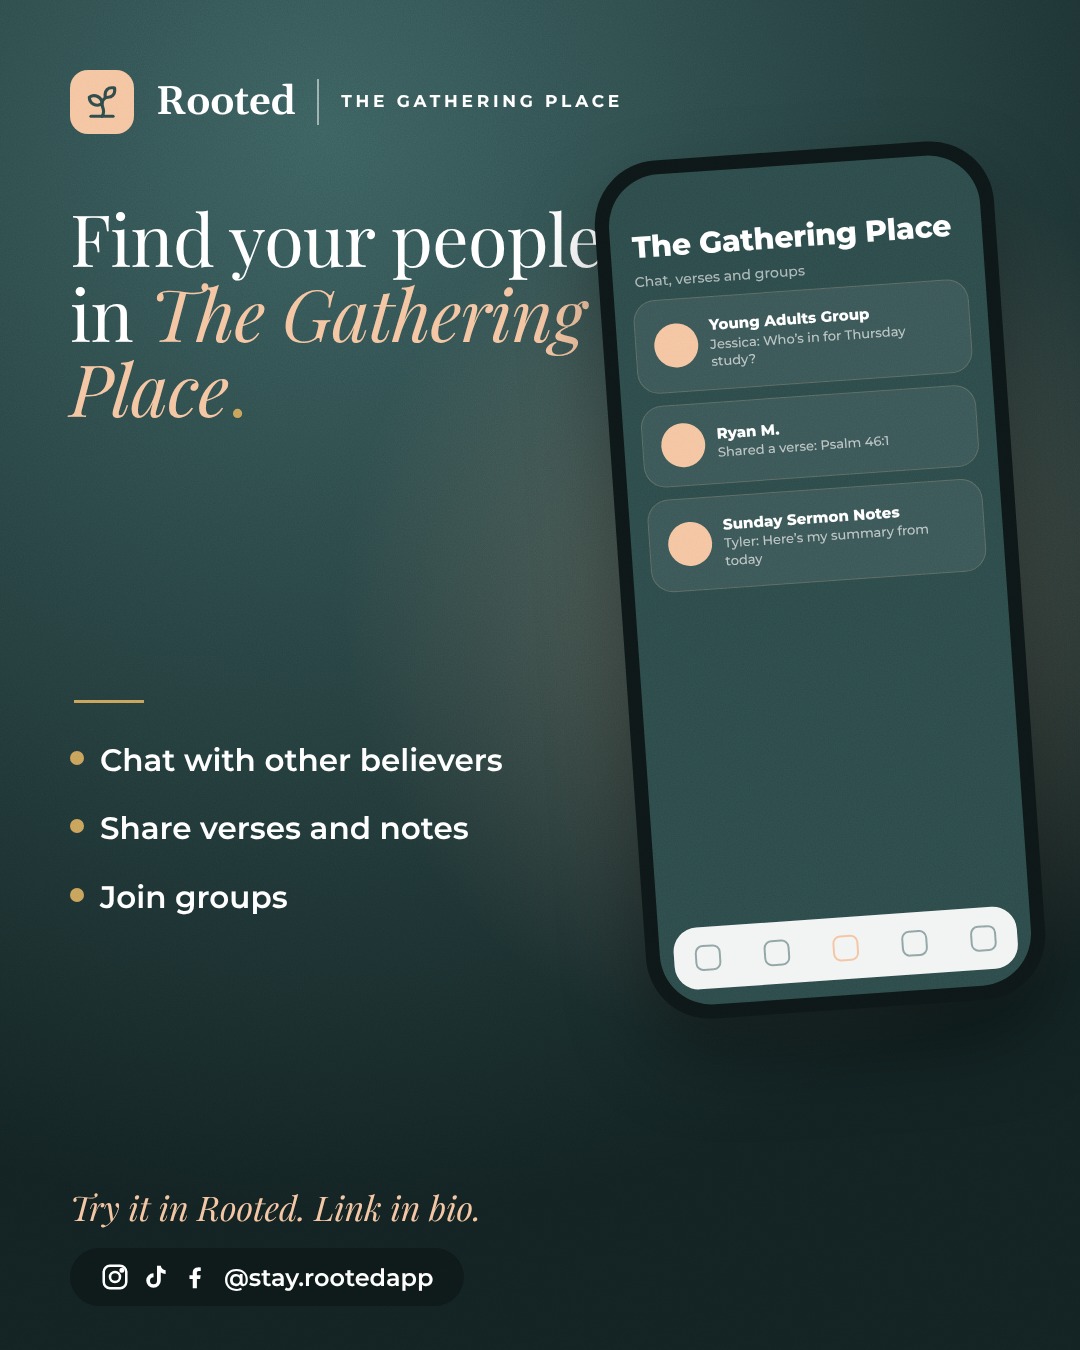 Rooted
THE GATHERING PLACE
Find your people
in The Gathering
Place.
The Gathering Place
Chat, verses and groups
Young Adults Group
Jessica: Who's in for Thursday
study?
Ryan M.
Shared a verse: Psalm 46:1
Sunday Sermon Notes
Tyler: Here's my summary from
today
Chat with other believers
Share verses and notes
Join groups
Try it in Rooted. Link in bio.
@stay.rootedapp